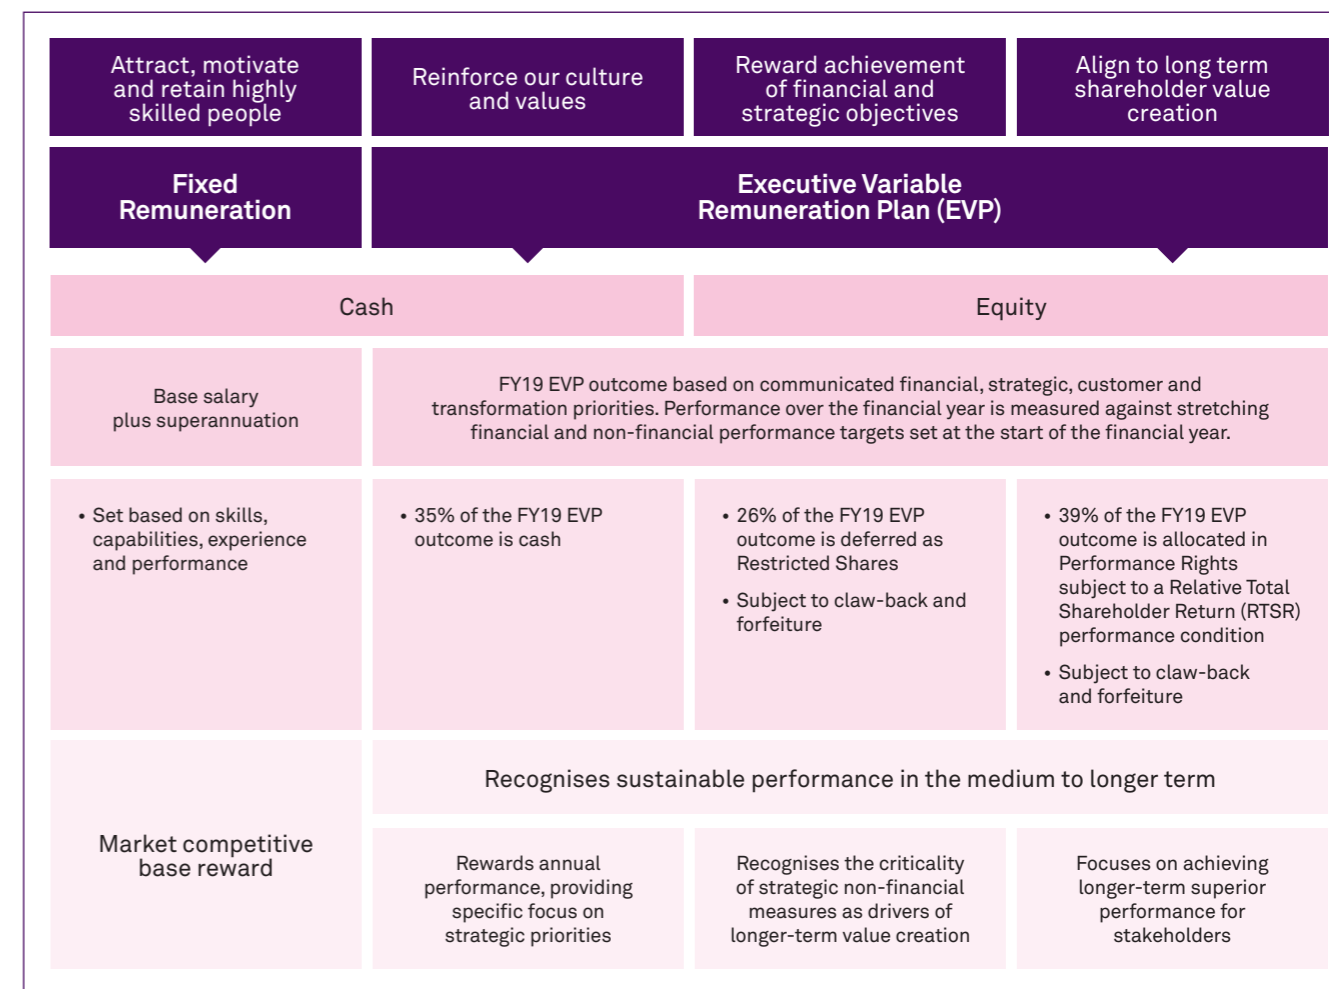 Attract, motivate
and retain highly
skilled people
Reinforce our culture
and values
Reward achievement
of financial and
strategic objectives
Align to long term
shareholder value
creation
Fixed
Remuneration
Executive Variable
Remuneration Plan (EVP)
Cash
Equity
Base salary
plus superannuation
FY19 EVP outcome based on communicated financial, strategic, customer and
transformation priorities. Performance over the financial year is measured against stretching
financial and non-financial performance targets set at the start of the financial year.
• Set based on skills,
capabilities, experience
and performance
• 35% of the FY19 EVP
outcome is cash
• 26% of the FY19 EVP
outcome is deferred as
Restricted Shares
• Subject to claw-back and
forfeiture
• 39% of the FY19 EVP
outcome is allocated in
Performance Rights
subject to a Relative Total
Shareholder Return (RTSR)
performance condition
• Subject to claw-back
and forfeiture
Market competitive
base reward
Recognises sustainable performance in the medium to longer term
Rewards annual
performance, providing
specific focus on
strategic priorities
Recognises the criticality
of strategic non-financial
measures as drivers of
longer-term value creation
Focuses on achieving
longer-term superior
performance for
stakeholders